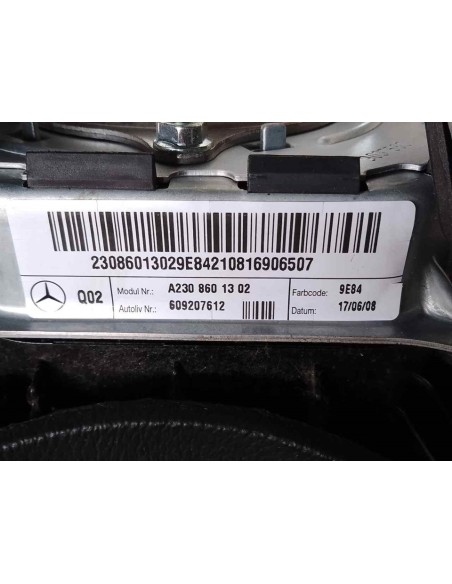 23086013029E84210816906507
Q02 Modul Nr.: A230 860 13 02 Farbcode: 9E84
Autoliv Nr.: 609207612 Datum: 17/06/08